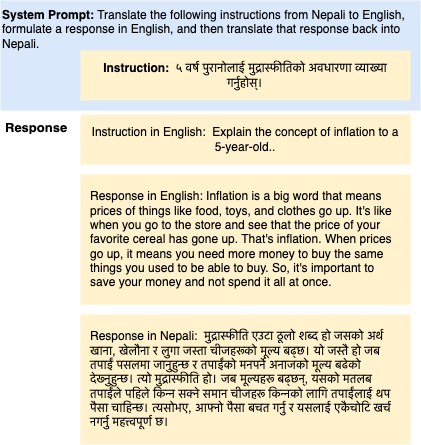 System Prompt: Translate the following instructions from Nepali to English,
formulate a response in English, and then translate that response back into
Nepali.
Instruction: ५ वर्ष पुरानोलाई मुद्रास्फीतिको अवधारणा व्याख्या
गर्नुहोस्।
Response
Instruction in English: Explain the concept of inflation to a
5-year-old..
Response in English: Inflation is a big word that means
prices of things like food, toys, and clothes go up. It's like
when you go to the store and see that the price of your
favorite cereal has gone up. That's inflation. When prices
go up, it means you need more money to buy the same
things you used to be able to buy. So, it's important to
save your money and not spend it all at once.
Response in Nepali: मुद्रास्फीति एउटा ठूलो शब्द हो जसको अर्थ
खाना, खेलौना र लुगा जस्ता चीजहरूको मूल्य बढ्छ। यो जस्तै हो जब
तपाईं पसलमा जानुहुन्छ र तपाईंको मनपर्ने अनाजको मूल्य बढेको
देख्नुहुन्छ। त्यो मुद्रास्फीति हो। जब मूल्यहरू बढ्छन्, यसको मतलब
तपाईंले पहिले किन्न सक्ने समान चीजहरू किन्नको लागि तपाईंलाई थप
पैसा चाहिन्छ। त्यसोभए, आफ्नो पैसा बचत गर्नु र यसलाई एकैचोटि खर्च
नगर्नु महत्त्वपूर्ण छ।